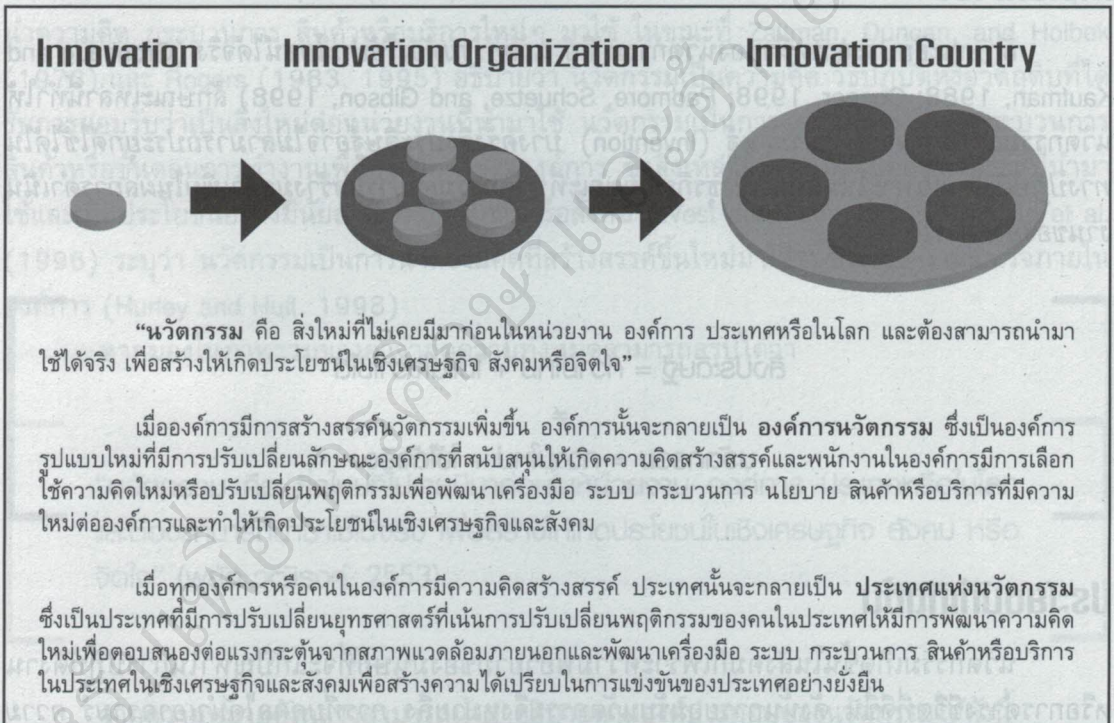 Innovation Innovation Organization Innovation Country
“นวัตกรรม คือ สิ่งใหม่ที่ไม่เคยมีมาก่อนในหน่วยงาน องค์การ ประเทศหรือในโลก และต้องสามารถนำมา
ใช้ได้จริง เพื่อสร้างให้เกิดประโยชน์ในเชิงเศรษฐกิจ สังคมหรือจิตใจ”
เมื่อองค์การมีการสร้างสรรค์นวัตกรรมเพิ่มขึ้น องค์การนั้นจะกลายเป็น องค์การนวัตกรรม ซึ่งเป็นองค์การ
รูปแบบใหม่ที่มีการปรับเปลี่ยนลักษณะองค์การที่สนับสนุนให้เกิดความคิดสร้างสรรค์และพนักงานในองค์การมีการเลือก
ใช้ความคิดใหม่หรือปรับเปลี่ยนพฤติกรรมเพื่อพัฒนาเครื่องมือ ระบบ กระบวนการ นโยบาย สินค้าหรือบริการที่มีความ
ใหม่ต่อองค์การและทำให้เกิดประโยชน์ในเชิงเศรษฐกิจและสังคม
เมื่อทุกองค์การหรือคนในองค์การมีความคิดสร้างสรรค์ ประเทศนั้นจะกลายเป็น ประเทศแห่งนวัตกรรม
ซึ่งเป็นประเทศที่มีการปรับเปลี่ยนยุทธศาสตร์ที่เน้นการปรับเปลี่ยนพฤติกรรมของคนในประเทศให้มีการพัฒนาความคิด
ใหม่เพื่อตอบสนองต่อแรงกระตุ้นจากสภาพแวดล้อมภายนอกและพัฒนาเครื่องมือ ระบบ กระบวนการ สินค้าหรือบริการ
ในประเทศในเชิงเศรษฐกิจและสังคมเพื่อสร้างความได้เปรียบในการแข่งขันของประเทศอย่างยั่งยืน